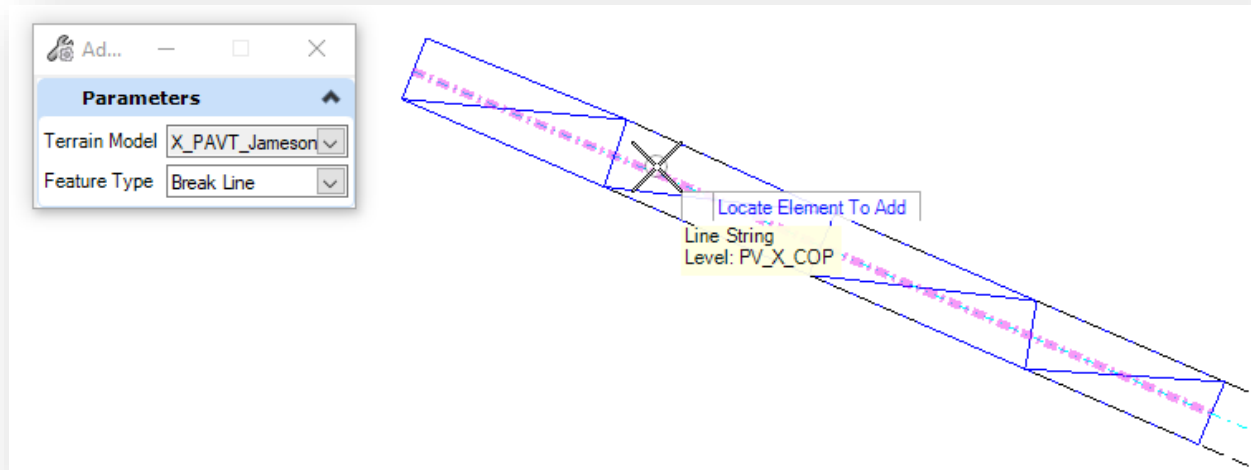 Ad...
Parameters
Terrain Model X_PAVT_Jameson
Feature Type Break Line
Locate Element To Add
Line String
Level: PV_X_COP